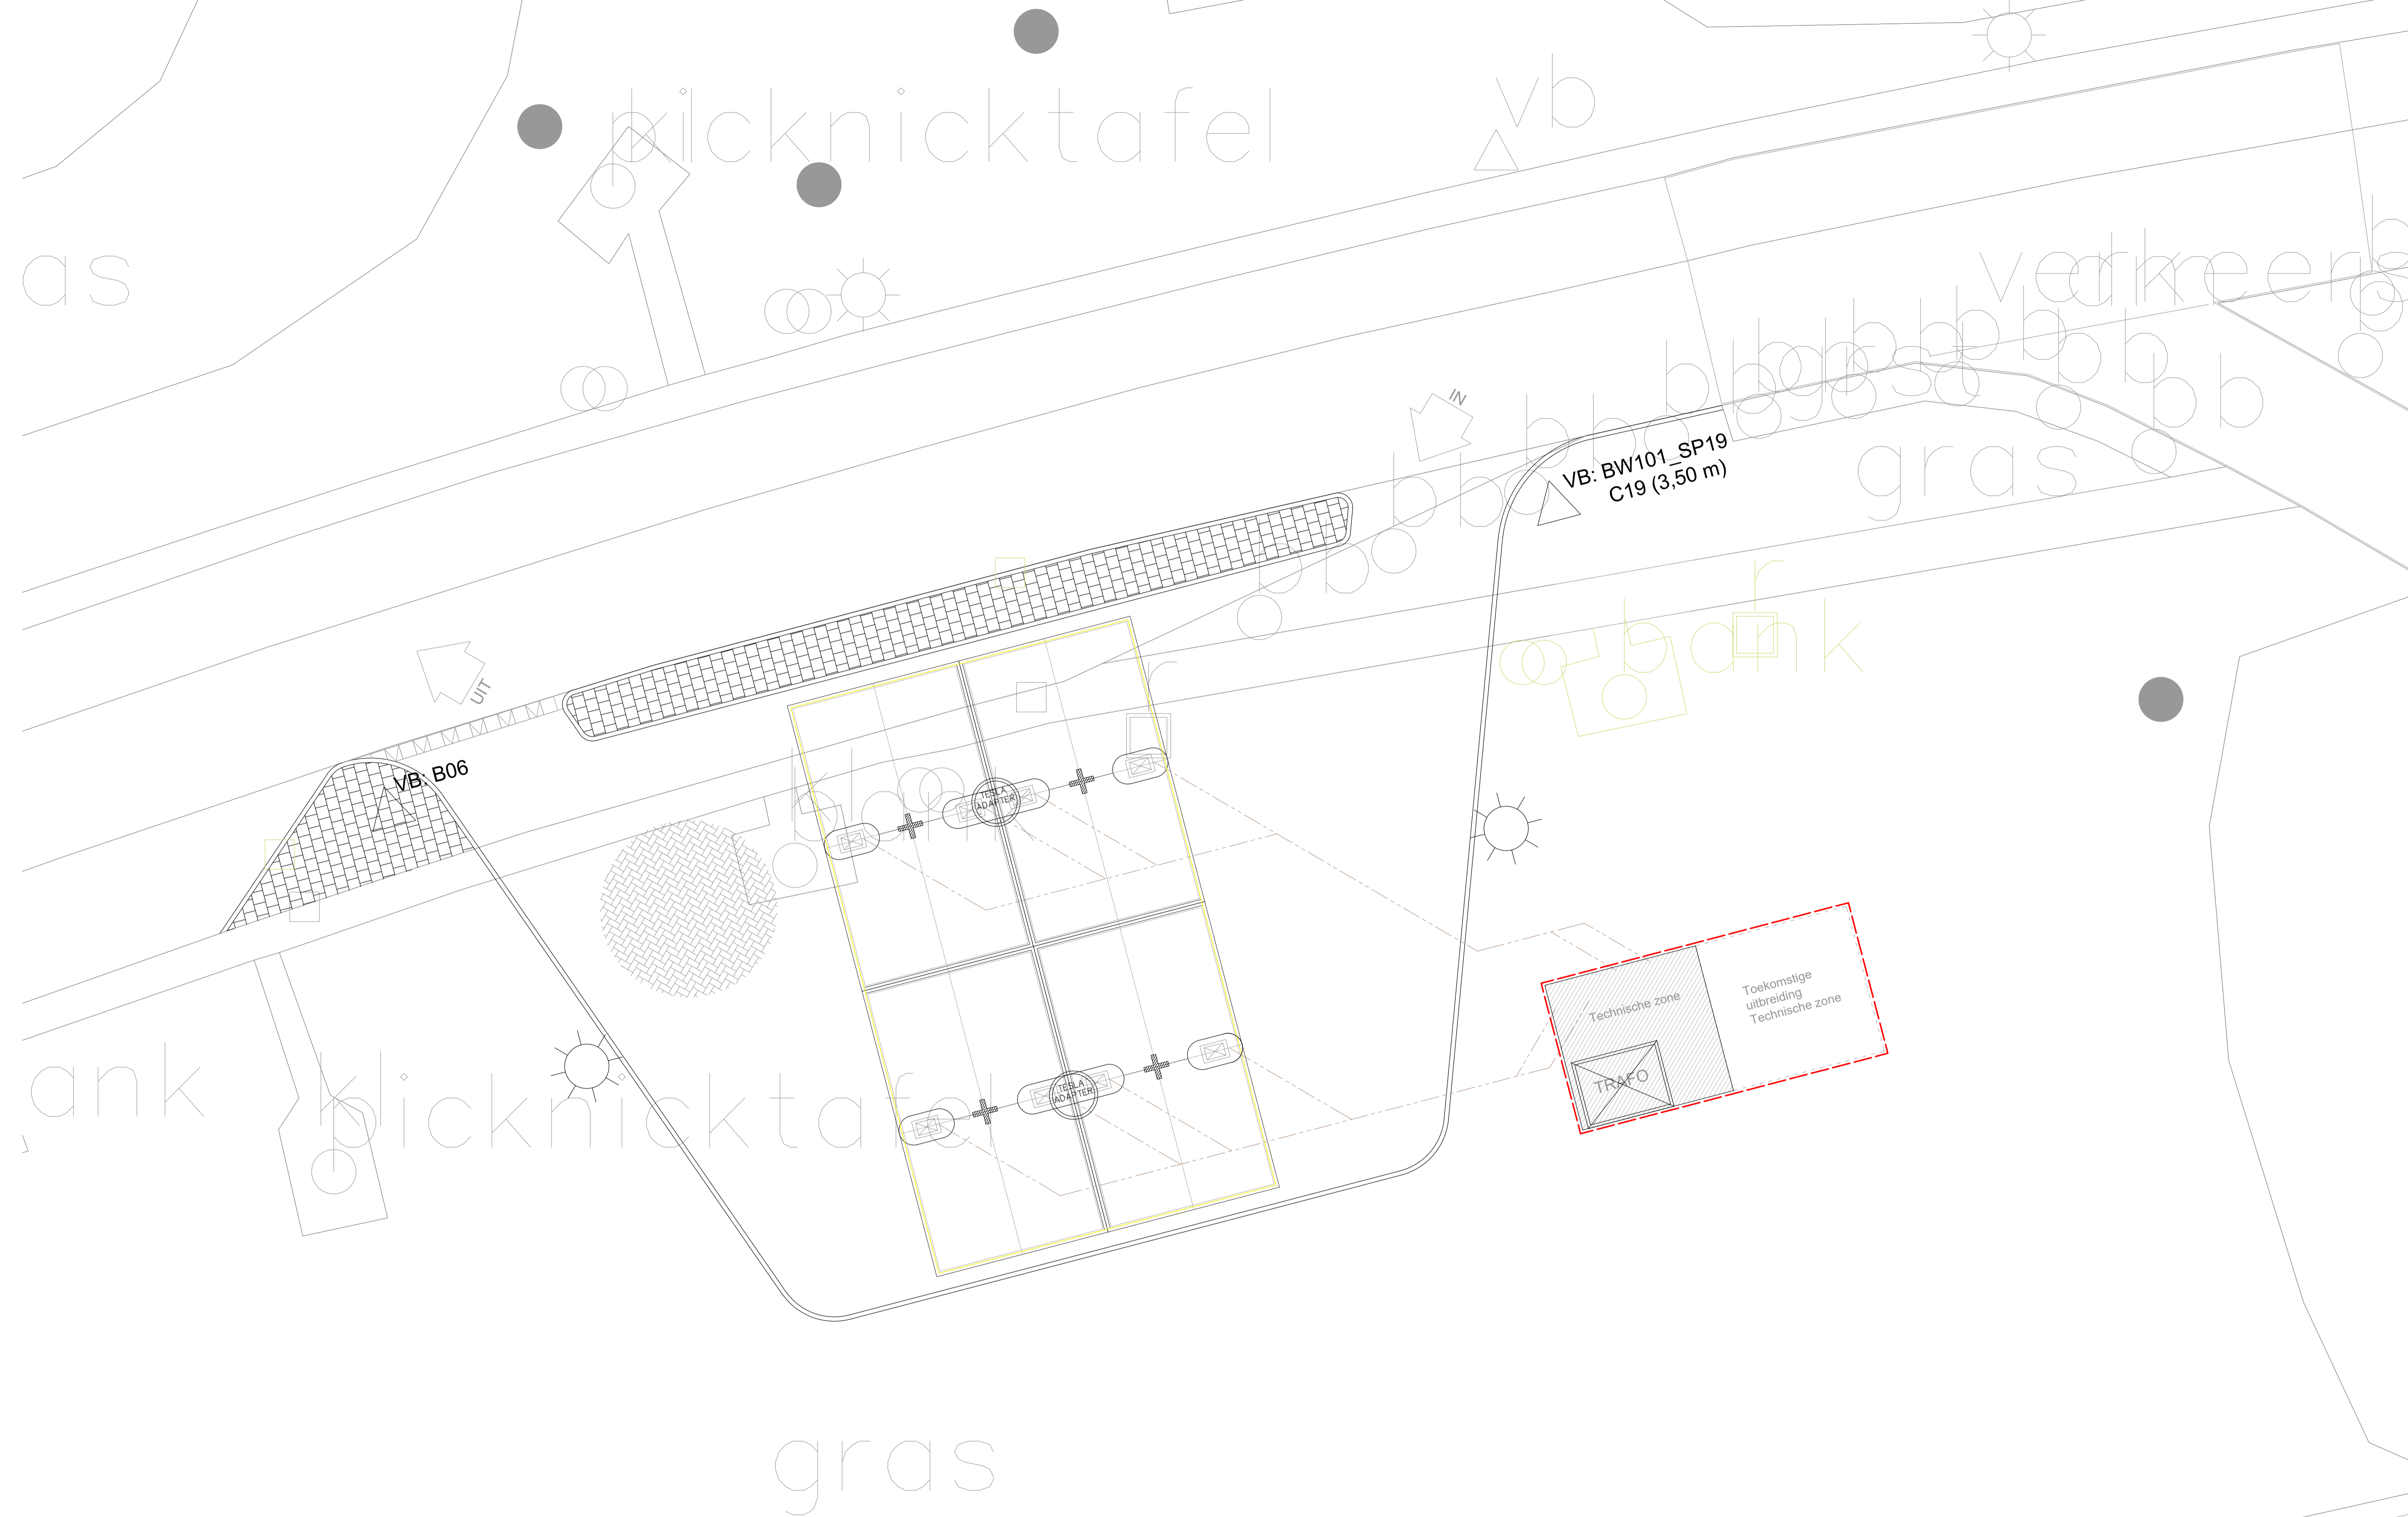 picknicktafel
vb
as
IN
VB: BW101_SP19
C19 (3,50 m)
gras
bank
r
r
UIT
VB: B06
TESLA
ADAPTER
TESLA
ADAPTER
Technische zone
Toekomstige
uitbreiding
Technische zone
TRAFO
ank
picknicktafel
gras